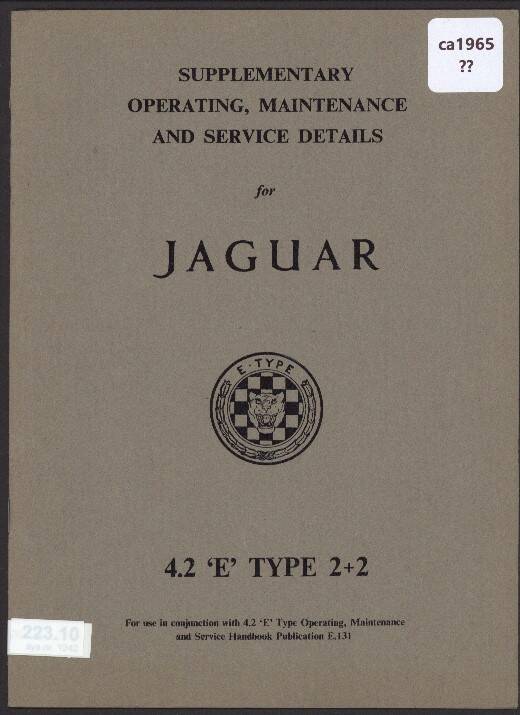 ca1965
??
SUPPLEMENTARY
OPERATING, MAINTENANCE
AND SERVICE DETAILS
for
JAGUAR
E-TYPE
4.2 ‘E’ TYPE 2+2
For use in conjunction with 4.2 ‘E’ Type Operating, Maintenance
and Service Handbook Publication E.131
223.10